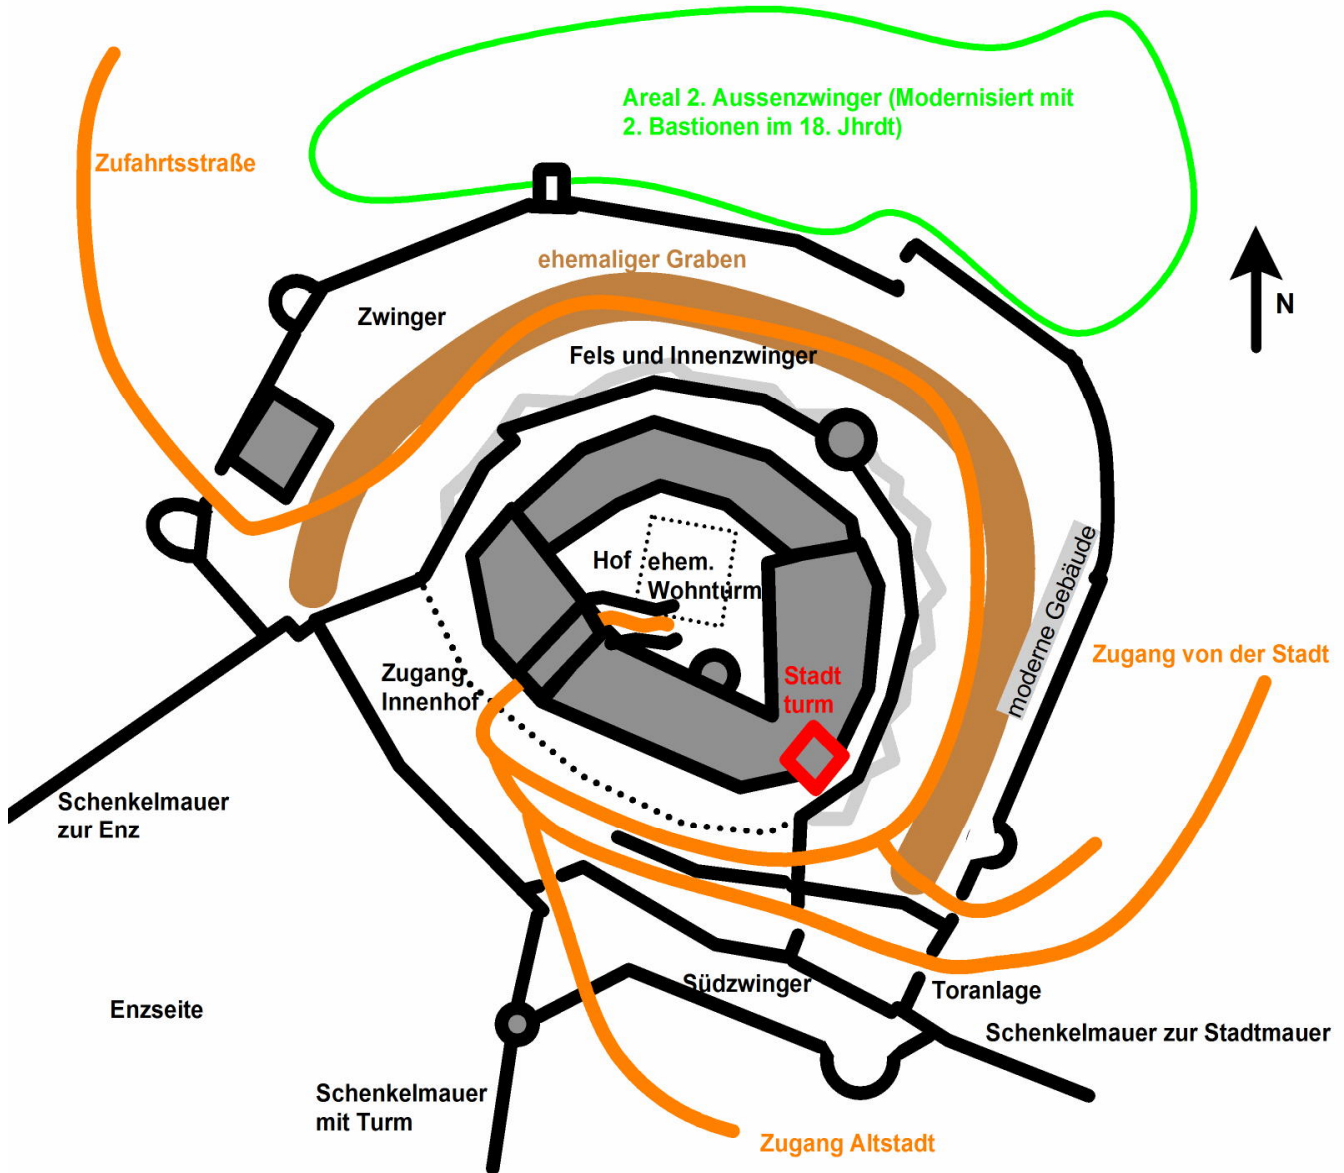 Areal 2. Aussenzwinger (Modernisiert mit
2. Bastionen im 18. Jhrdt)
Zufahrtsstraße
ehemaliger Graben
N
Zwinger
Fels und Innenzwinger
Hof
ehem.
Wohnturm
moderne Gebäude
Zugang von der Stadt
Zugang
Innenhof
Stadt
turm
Schenkelmauer
zur Enz
Südzwinger
Toranlage
Enzseite
Schenkelmauer zur Stadtmauer
Schenkelmauer
mit Turm
Zugang Altstadt